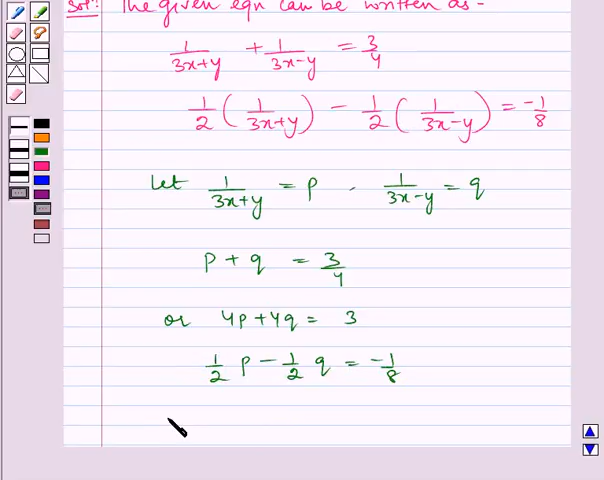 Soln: The given eqn can be written as-
1/(3x+y) + 1/(3x-y) = 3/4
1/2 (1/(3x+y)) - 1/2 (1/(3x-y)) = -1/8
Let 1/(3x+y) = p , 1/(3x-y) = q
p + q = 3/4
or 4p+4q = 3
1/2 p - 1/2 q = -1/8